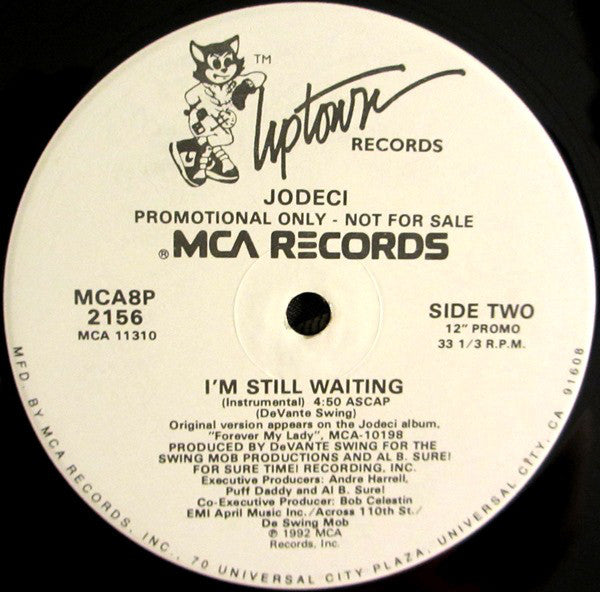 TM
Uptown
RECORDS
JODECI
PROMOTIONAL ONLY - NOT FOR SALE
® MCA RECORDS
MCA8P
2156
MCA 11310
SIDE TWO
12" PROMO
33 1/3 R.P.M.
I'M STILL WAITING
(Instrumental) 4:50 ASCAP
(DeVante Swing)
Original version appears on the Jodeci album,
"Forever My Lady", MCA-10198
PRODUCED BY DeVANTE SWING FOR THE
SWING MOB PRODUCTIONS AND AL B. SURE!
FOR SURE TIME! RECORDING, INC.
Executive Producers: Andre Harrell,
Puff Daddy and Al B. Sure!
Co-Executive Producer: Bob Celestin
EMI April Music Inc./Across 110th St./
De Swing Mob
℗ 1992 MCA
Records, Inc.
MFD. BY MCA RECORDS, INC., 70 UNIVERSAL CITY PLAZA, UNIVERSAL CITY, CA 91608